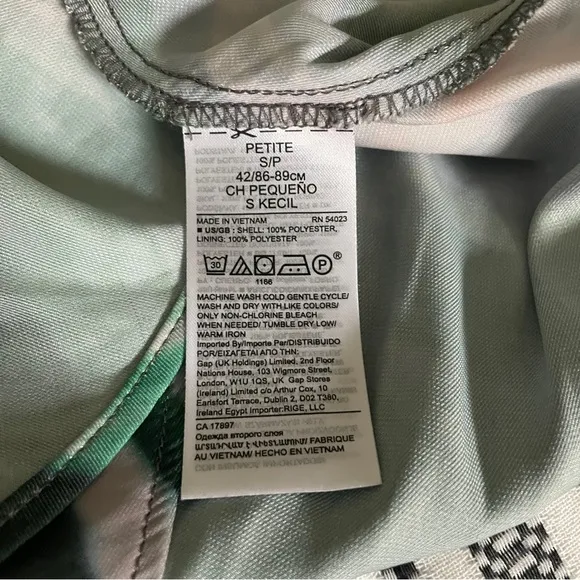 PETITE
S/P
42/86-89CM
CH PEQUEÑO
S KECIL
MADE IN VIETNAM RN 54023
■ US/GB : SHELL: 100% POLYESTER,
LINING: 100% POLYESTER
30 P ®
1166
MACHINE WASH COLD GENTLE CYCLE/
WASH AND DRY WITH LIKE COLORS/
ONLY NON-CHLORINE BLEACH
WHEN NEEDED/ TUMBLE DRY LOW/
WARM IRON
Imported By/Importe Par/DISTRIBUIDO
POR/ΕΙΣΑΓΕΤΑΙ ΑΠΟ ΤΗΝ:
Gap (UK Holdings) Limited, 2nd Floor
Nations House, 103 Wigmore Street,
London, W1U 1QS, UK Gap Stores
(Ireland) Limited c/o Arthur Cox, 10
Earlsfort Terrace, Dublin 2, D02 T380,
Ireland Egypt Importer:RIGE, LLC
CA 17897
Одежда второго слоя
ԱՐՏԱԴՐՎԱԾ Է ՎԻԵՏՆԱՄՈՒՄ FABRIQUE
AU VIETNAM/ HECHO EN VIETNAM